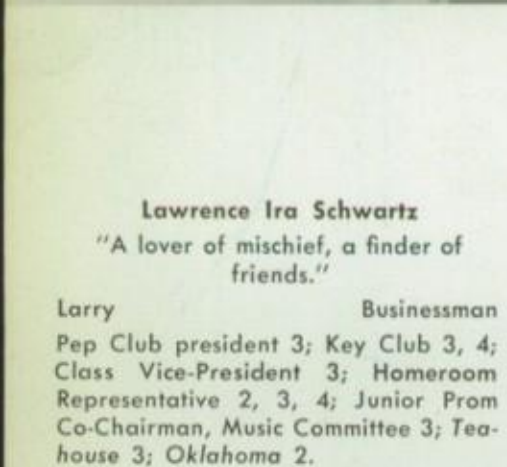 Lawrence Ira Schwartz
"A lover of mischief, a finder of
friends."
Larry Businessman
Pep Club president 3; Key Club 3, 4;
Class Vice-President 3; Homeroom
Representative 2, 3, 4; Junior Prom
Co-Chairman, Music Committee 3; Tea-
house 3; Oklahoma 2.